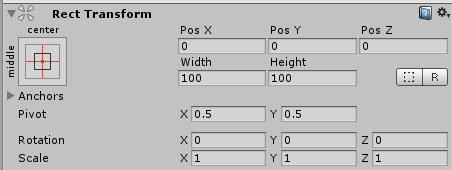 Rect Transform
center
middle
Pos X Pos Y Pos Z
0 0 0
Width Height
100 100
R
Anchors
Pivot X 0.5 Y 0.5
Rotation X 0 Y 0 Z 0
Scale X 1 Y 1 Z 1